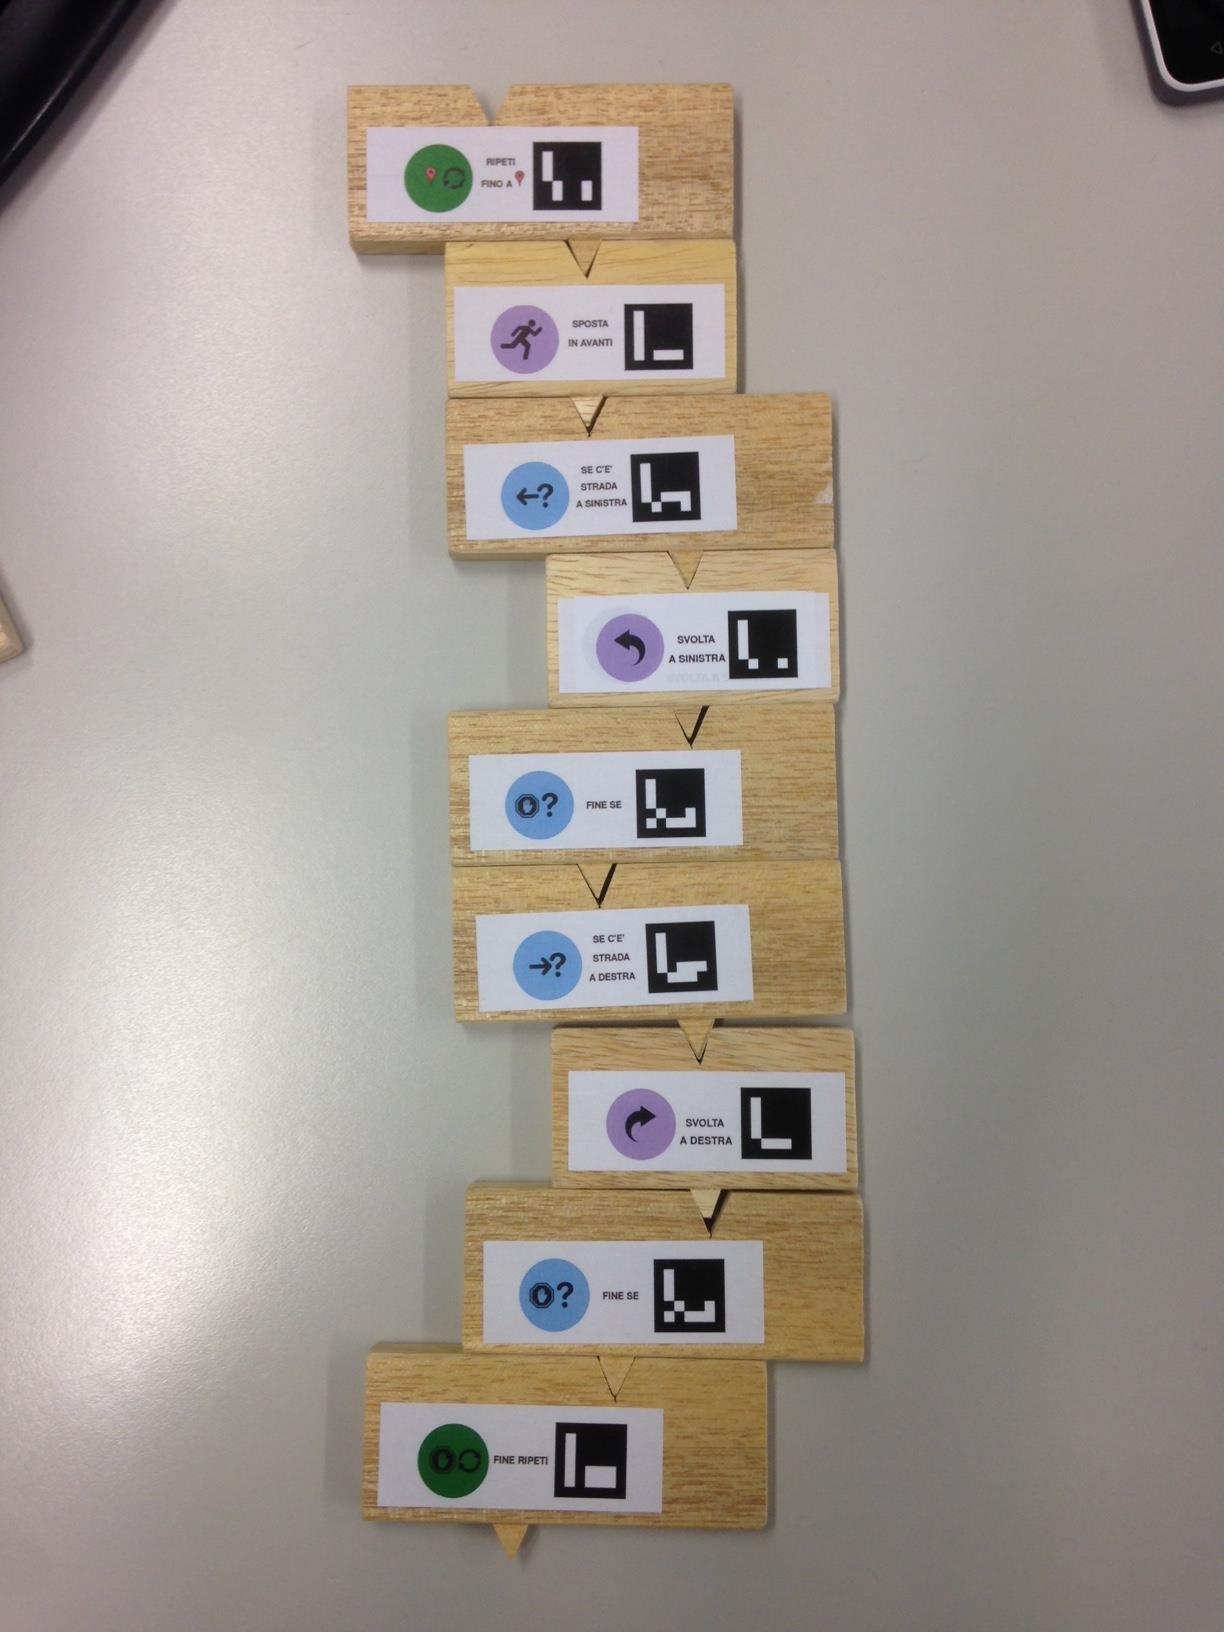 RIPETI
FINO A
SPOSTA
IN AVANTI
?
SE C'E'
STRADA
A SINISTRA
SVOLTA
A SINISTRA
?
FINE SE
?
SE C'E'
STRADA
A DESTRA
SVOLTA
A DESTRA
?
FINE SE
FINE RIPETI